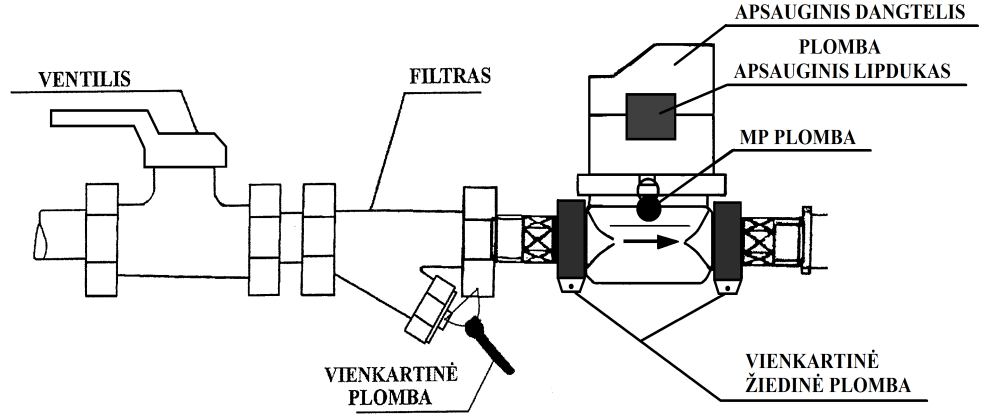 APSAUGINIS DANGTELIS
PLOMBA
APSAUGINIS LIPDUKAS
VENTILIS
FILTRAS
MP PLOMBA
VIENKARTINĖ
PLOMBA
VIENKARTINĖ
ŽIEDINĖ PLOMBA